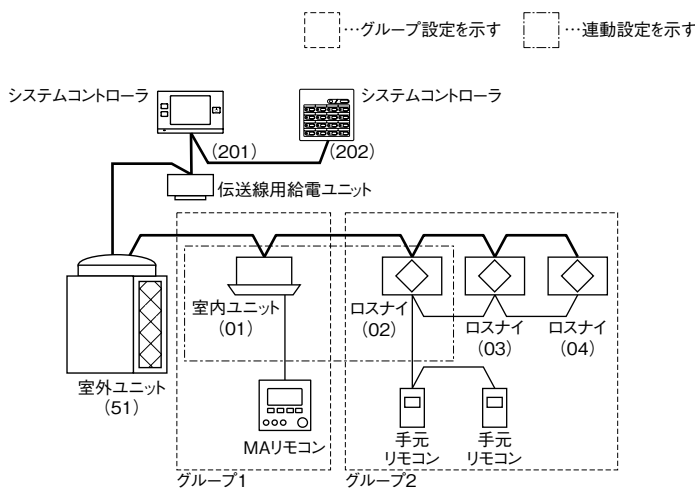 …グループ設定を示す
…連動設定を示す
システムコントローラ
システムコントローラ
(201)
(202)
伝送線用給電ユニット
室内ユニット
(01)
ロスナイ
(02)
ロスナイ
(03)
ロスナイ
(04)
室外ユニット
(51)
MAリモコン
手元
リモコン
手元
リモコン
グループ1
グループ2